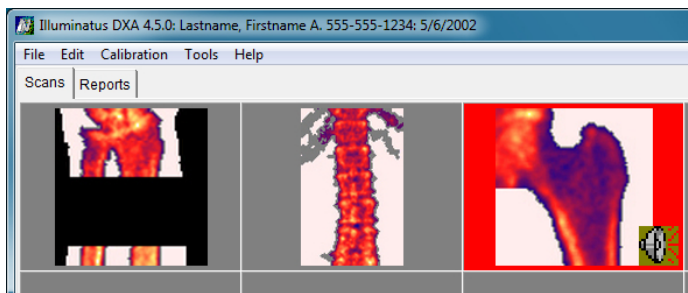 Illuminatus DXA 4.5.0: Lastname, Firstname A. 555-555-1234: 5/6/2002
File Edit Calibration Tools Help
Scans Reports